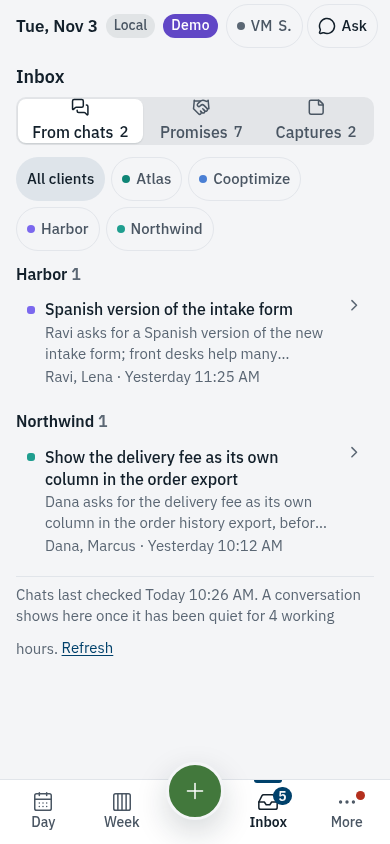 Tue, Nov 3 Local Demo VM S. Ask
Inbox
From chats 2 Promises 7 Captures 2
All clients Atlas Cooptimize
Harbor Northwind
Harbor 1
Spanish version of the intake form
Ravi asks for a Spanish version of the new
intake form; front desks help many...
Ravi, Lena · Yesterday 11:25 AM
Northwind 1
Show the delivery fee as its own
column in the order export
Dana asks for the delivery fee as its own
column in the order history export, befor...
Dana, Marcus · Yesterday 10:12 AM
Chats last checked Today 10:26 AM. A conversation
shows here once it has been quiet for 4 working
hours. Refresh
5
Day Week Inbox More